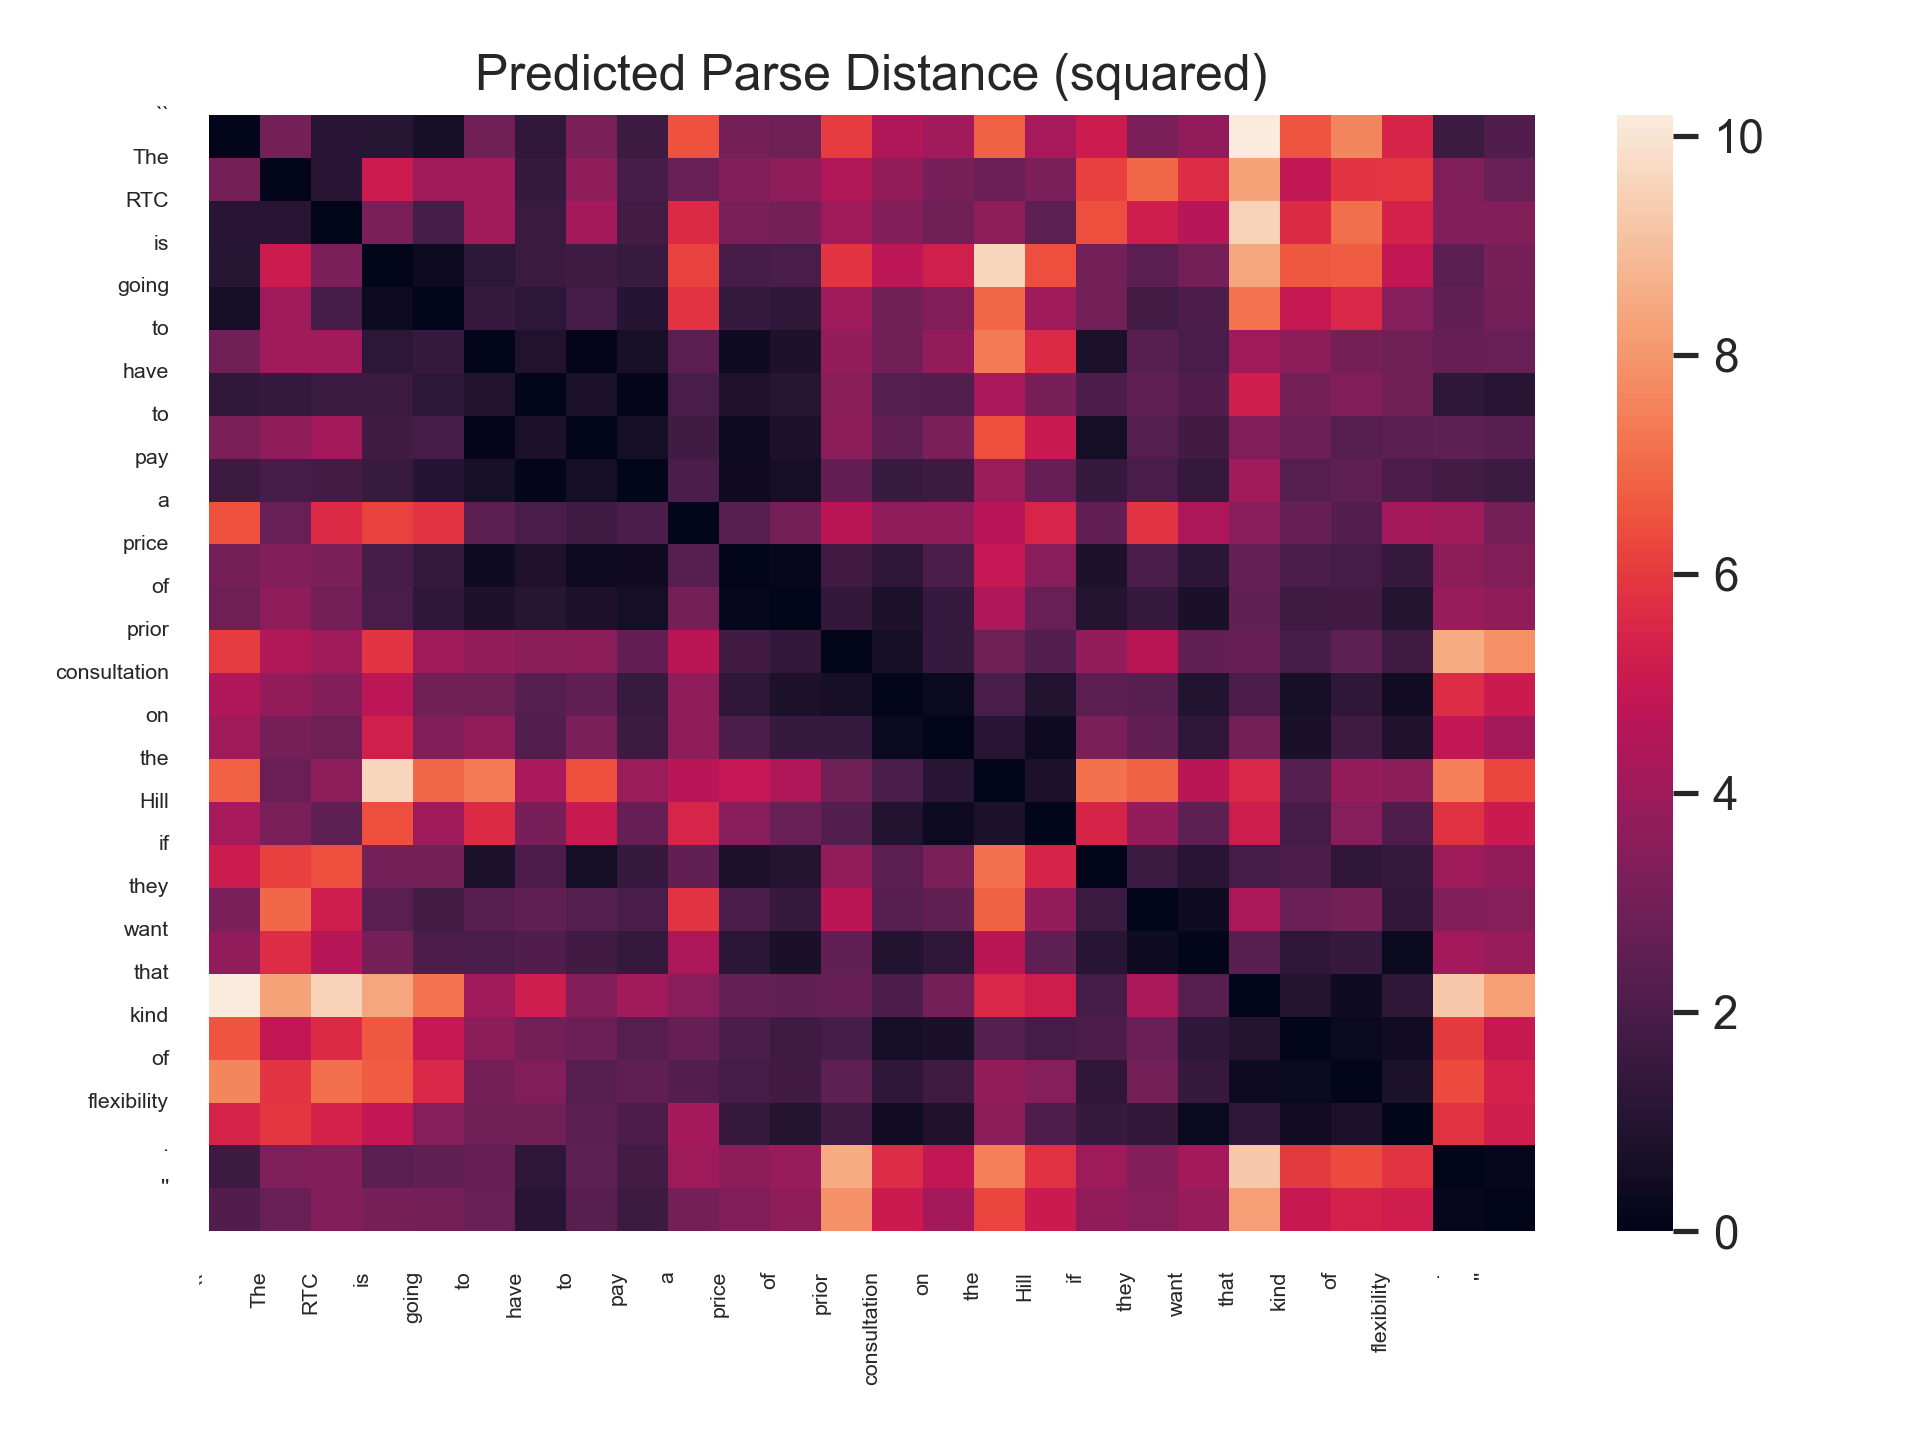 Predicted Parse Distance (squared)
``
The
RTC
is
going
to
have
to
pay
a
price
of
prior
consultation
on
the
Hill
if
they
want
that
kind
of
flexibility
.
''
10
8
6
4
2
0
`` The RTC is going to have to pay a price of prior consultation on the Hill if they want that kind of flexibility . ''